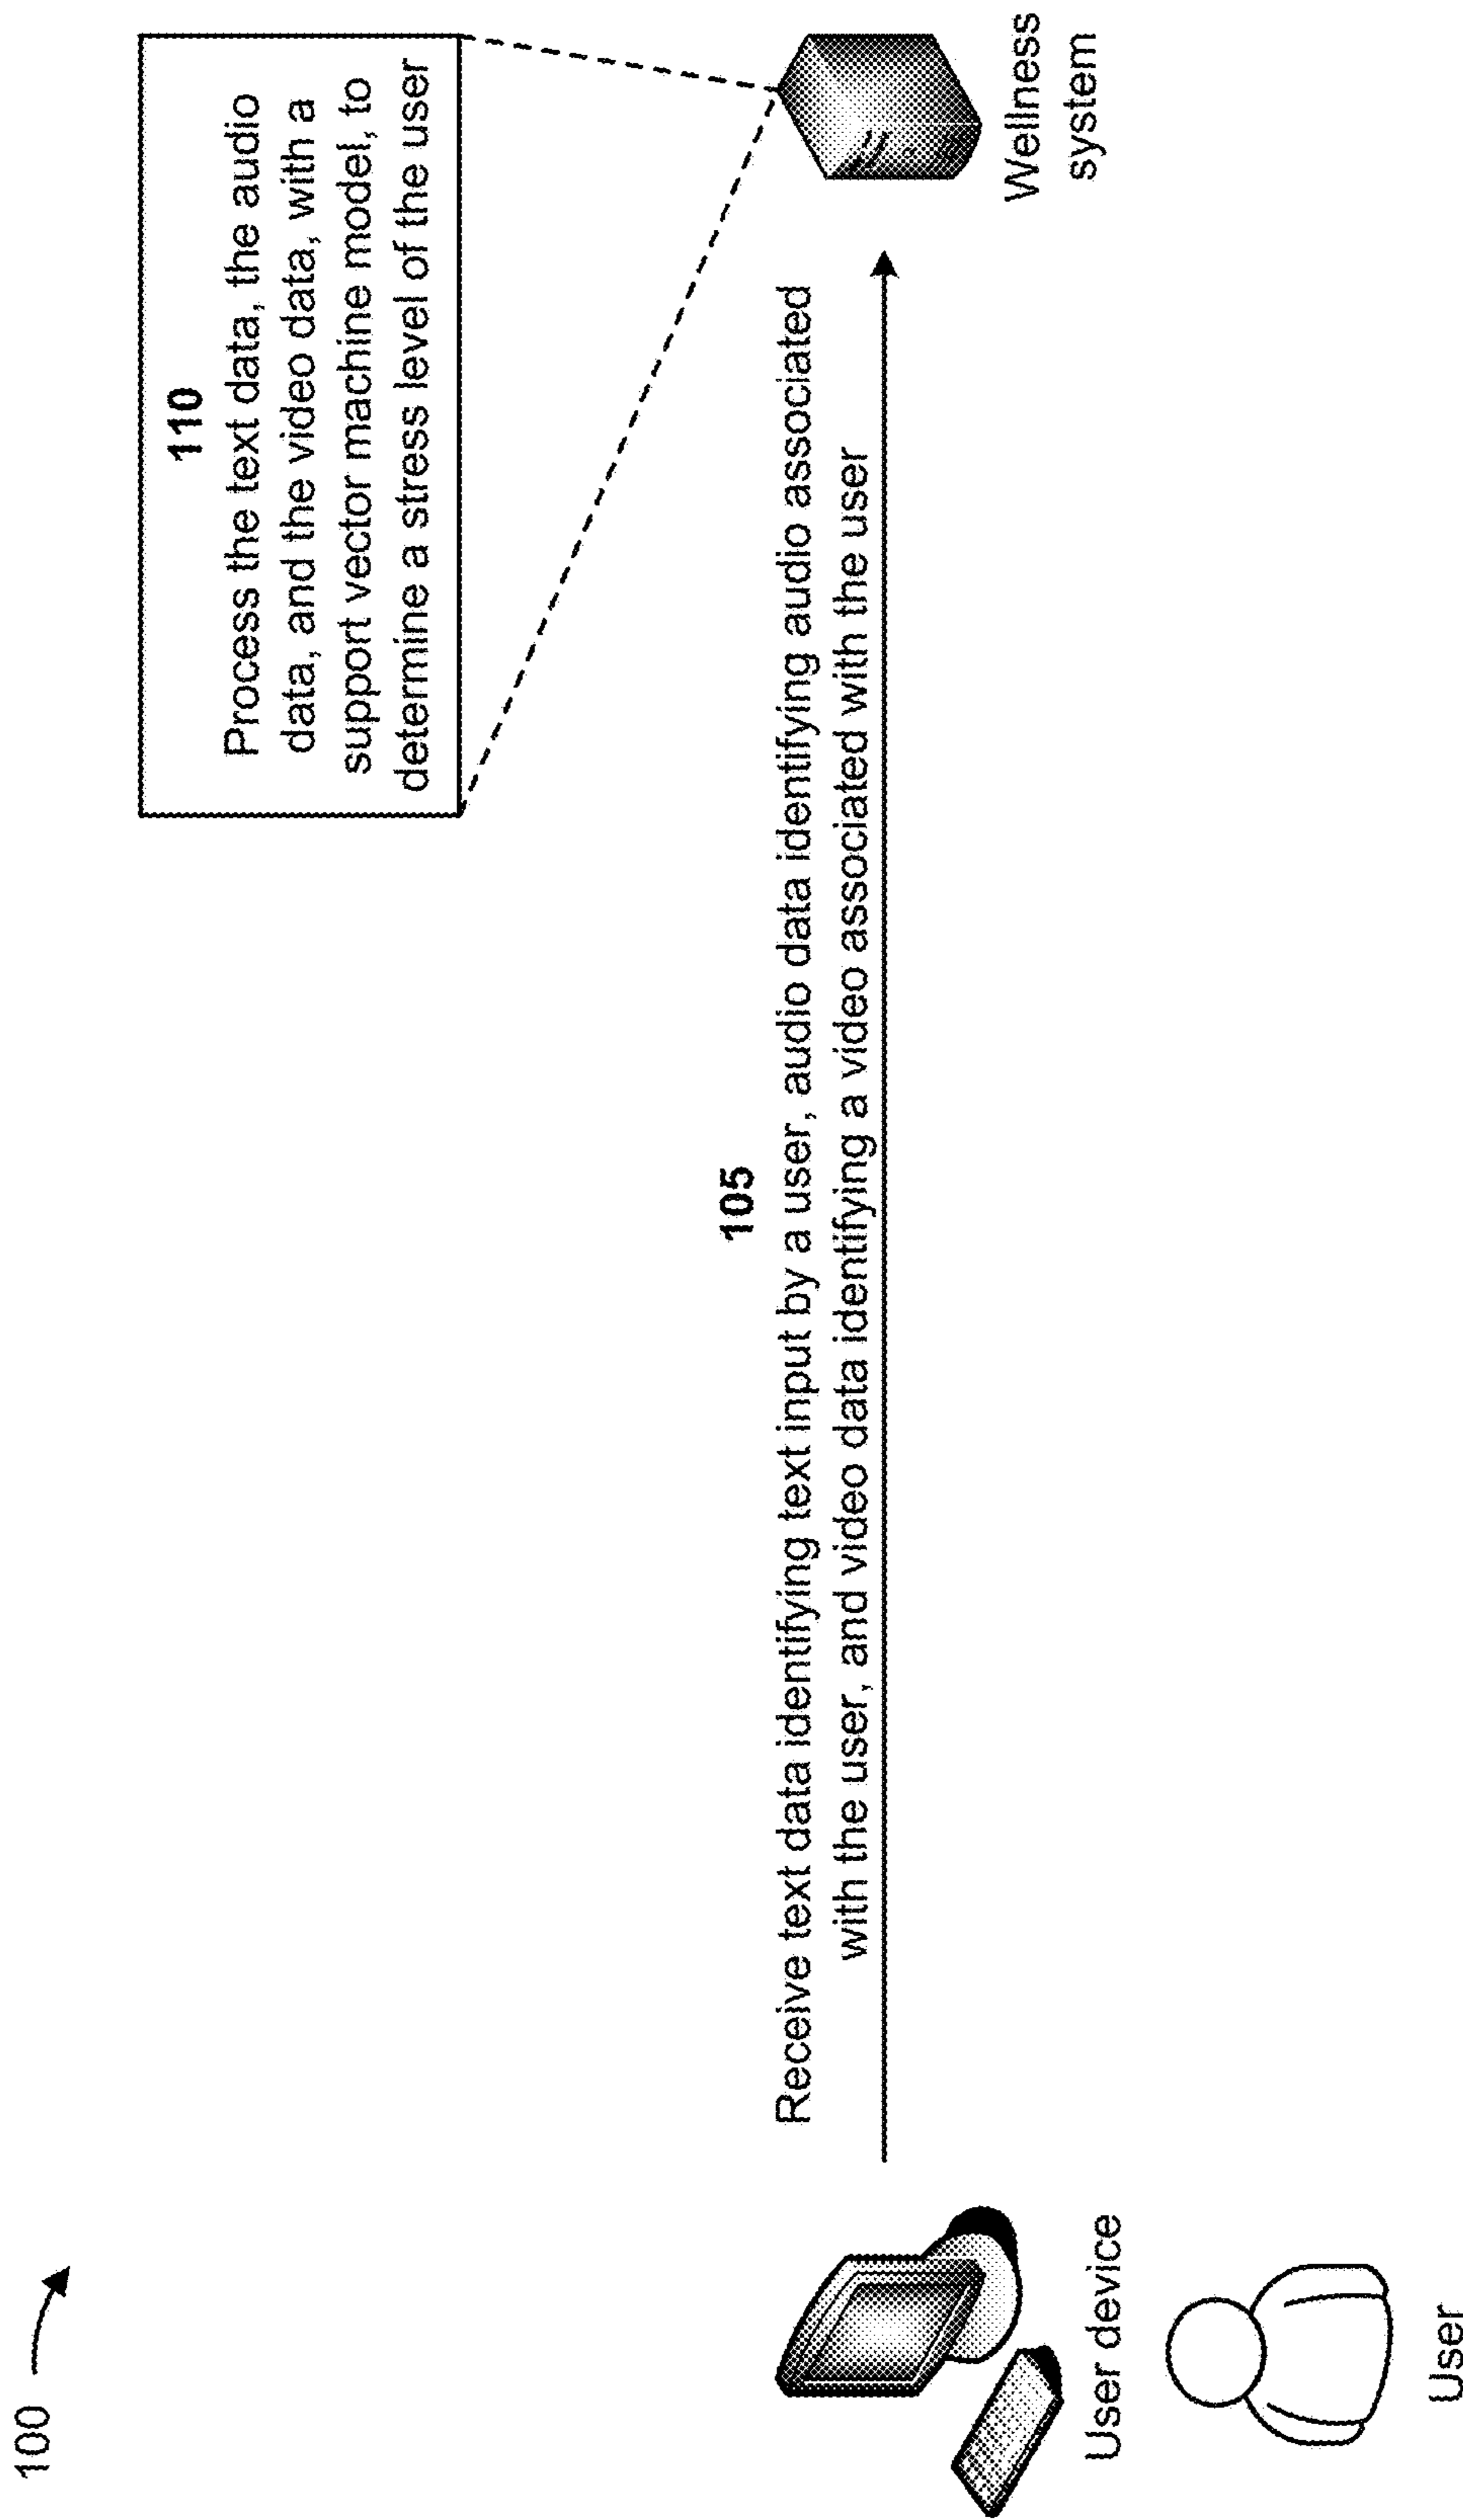 100
110
Process the text data, the audio
data, and the video data, with a
support vector machine model, to
determine a stress level of the user
105
Receive text data identifying text input by a user, audio data identifying audio associated
with the user, and video data identifying a video associated with the user
Wellness
system
User device
User